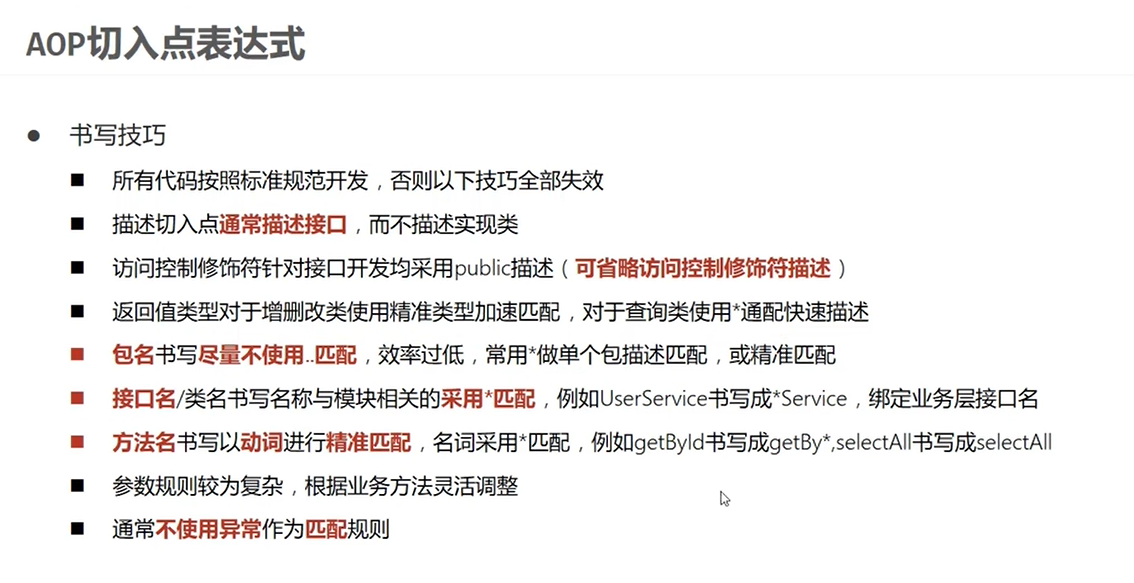 AOP切入点表达式
书写技巧
所有代码按照标准规范开发，否则以下技巧全部失效
描述切入点通常描述接口，而不描述实现类
访问控制修饰符针对接口开发均采用public描述（可省略访问控制修饰符描述）
返回值类型对于增删改类使用精准类型加速匹配，对于查询类使用*通配快速描述
包名书写尽量不使用..匹配，效率过低，常用*做单个包描述匹配，或精准匹配
接口名/类名书写名称与模块相关的采用*匹配，例如UserService书写成*Service，绑定业务层接口名
方法名书写以动词进行精准匹配，名词采用*匹配，例如getById书写成getBy*,selectAll书写成selectAll
参数规则较为复杂，根据业务方法灵活调整
通常不使用异常作为匹配规则